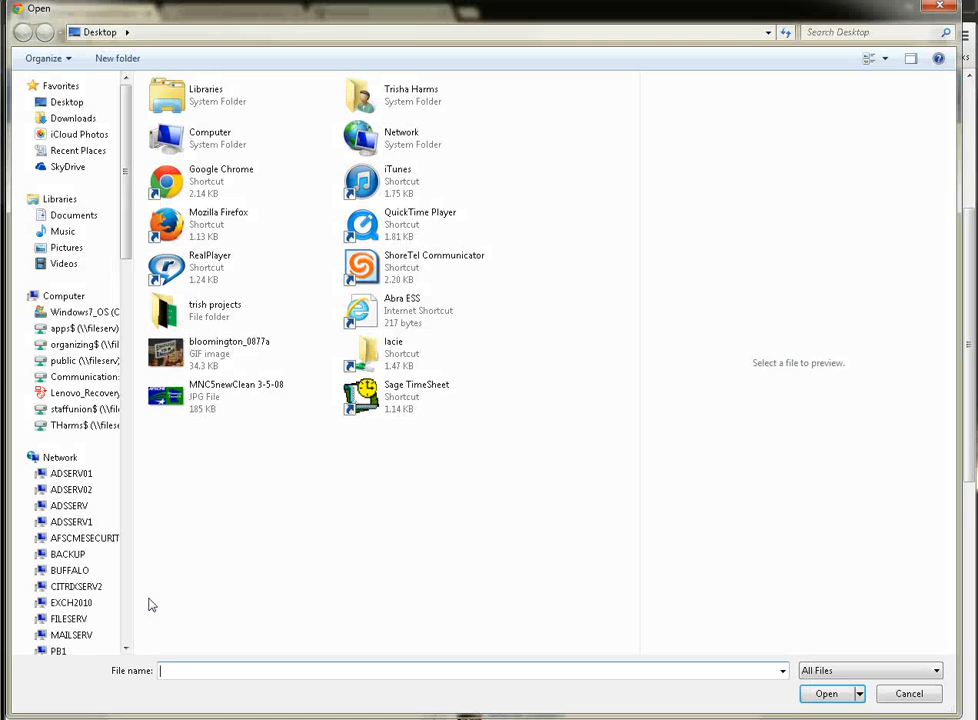 Open
Desktop
Search Desktop
Organize
New folder
Favorites
Desktop
Downloads
iCloud Photos
Recent Places
SkyDrive
Libraries
Documents
Music
Pictures
Videos
Computer
Windows7_OS (C
apps$ (\\fileserv)
organizing$ (\\fil
public (\\fileserv)
Communication:
Lenovo_Recovery
staffunion$ (\\fil
THarms$ (\\filese
Network
ADSERV01
ADSERV02
ADSSERV
ADSSERV1
AFSCMESECURIT
BACKUP
BUFFALO
CITRIXSERV2
EXCH2010
FILESERV
MAILSERV
PB1
Libraries
System Folder
Trisha Harms
System Folder
Computer
System Folder
Network
System Folder
Google Chrome
Shortcut
2.14 KB
iTunes
Shortcut
1.75 KB
Mozilla Firefox
Shortcut
1.13 KB
QuickTime Player
Shortcut
1.81 KB
RealPlayer
Shortcut
1.24 KB
ShoreTel Communicator
Shortcut
2.20 KB
trish projects
File folder
Abra ESS
Internet Shortcut
217 bytes
bloomington_0877a
GIF image
34.3 KB
lacie
Shortcut
1.47 KB
MNC5newClean 3-5-08
JPG File
185 KB
Sage TimeSheet
Shortcut
1.14 KB
Select a file to preview.
File name:
All Files
Open
Cancel